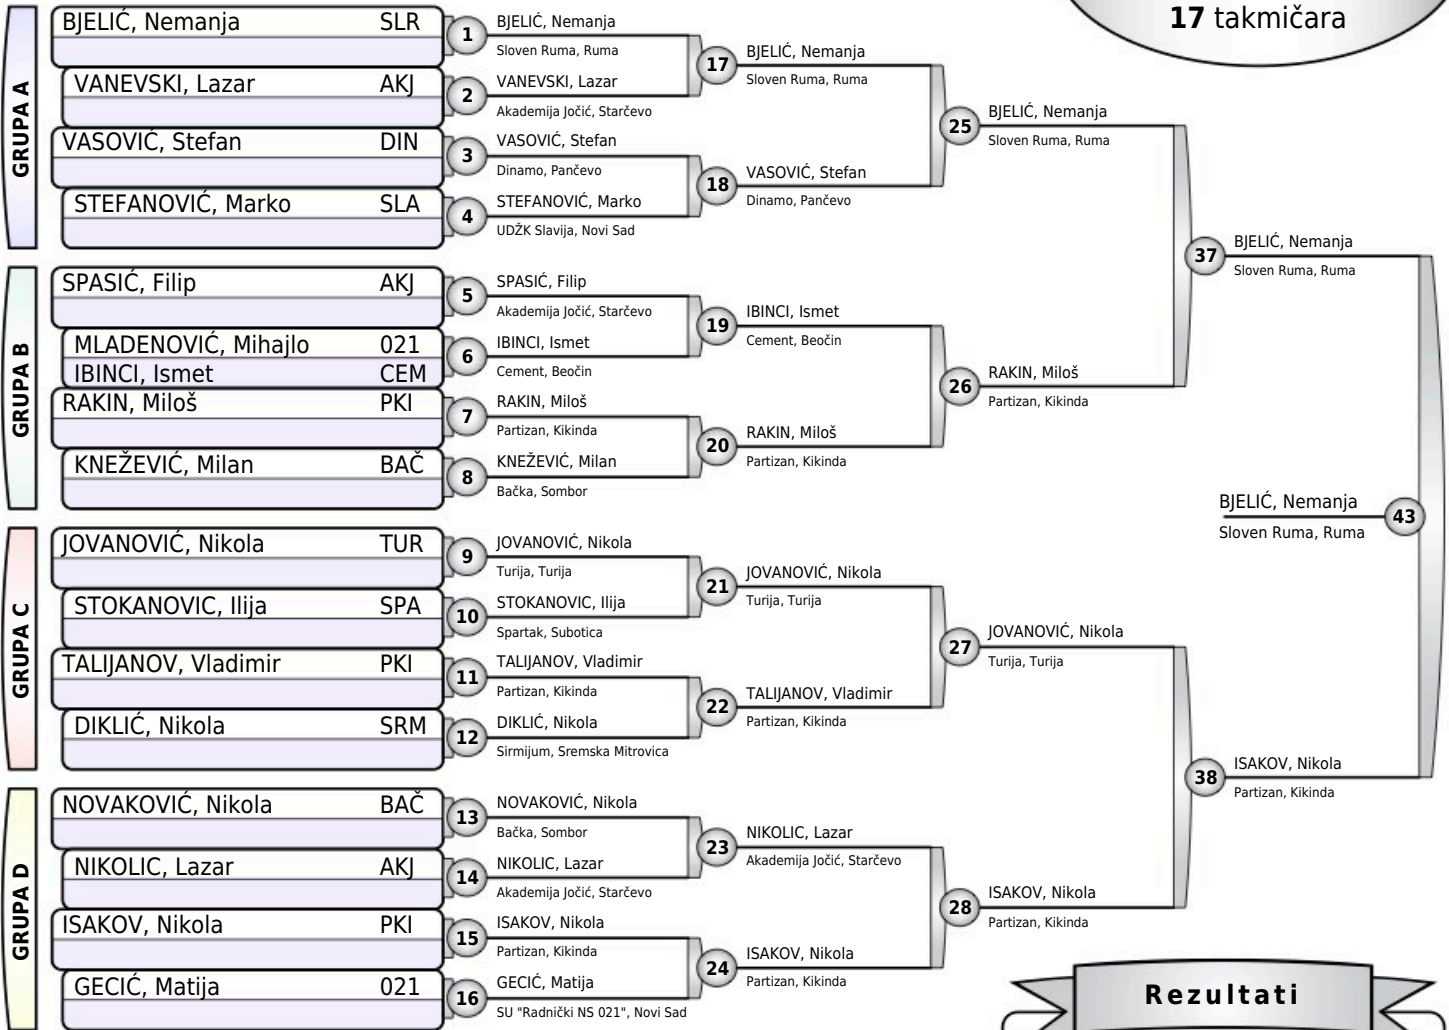 17 takmičara
GRUPA A
BJELIĆ, Nemanja SLR
VANEVSKI, Lazar AKJ
VASOVIĆ, Stefan DIN
STEFANOVIĆ, Marko SLA
GRUPA B
SPASIĆ, Filip AKJ
MLADENOVIĆ, Mihajlo 021
IBINCI, Ismet CEM
RAKIN, Miloš PKI
KNEŽEVIĆ, Milan BAČ
GRUPA C
JOVANOVIĆ, Nikola TUR
STOKANOVIC, Ilija SPA
TALIJANOV, Vladimir PKI
DIKLIĆ, Nikola SRM
GRUPA D
NOVAKOVIĆ, Nikola BAČ
NIKOLIC, Lazar AKJ
ISAKOV, Nikola PKI
GECIĆ, Matija 021
1 BJELIĆ, Nemanja
Sloven Ruma, Ruma
2 VANEVSKI, Lazar
Akademija Jočić, Starčevo
3 VASOVIĆ, Stefan
Dinamo, Pančevo
4 STEFANOVIĆ, Marko
UDŽK Slavija, Novi Sad
5 SPASIĆ, Filip
Akademija Jočić, Starčevo
6 IBINCI, Ismet
Cement, Beočin
7 RAKIN, Miloš
Partizan, Kikinda
8 KNEŽEVIĆ, Milan
Bačka, Sombor
9 JOVANOVIĆ, Nikola
Turija, Turija
10 STOKANOVIC, Ilija
Spartak, Subotica
11 TALIJANOV, Vladimir
Partizan, Kikinda
12 DIKLIĆ, Nikola
Sirmijum, Sremska Mitrovica
13 NOVAKOVIĆ, Nikola
Bačka, Sombor
14 NIKOLIC, Lazar
Akademija Jočić, Starčevo
15 ISAKOV, Nikola
Partizan, Kikinda
16 GECIĆ, Matija
SU "Radnički NS 021", Novi Sad
17 BJELIĆ, Nemanja
Sloven Ruma, Ruma
18 VASOVIĆ, Stefan
Dinamo, Pančevo
19 IBINCI, Ismet
Cement, Beočin
20 RAKIN, Miloš
Partizan, Kikinda
21 JOVANOVIĆ, Nikola
Turija, Turija
22 TALIJANOV, Vladimir
Partizan, Kikinda
23 NIKOLIC, Lazar
Akademija Jočić, Starčevo
24 ISAKOV, Nikola
Partizan, Kikinda
25 BJELIĆ, Nemanja
Sloven Ruma, Ruma
26 RAKIN, Miloš
Partizan, Kikinda
27 JOVANOVIĆ, Nikola
Turija, Turija
28 ISAKOV, Nikola
Partizan, Kikinda
37 BJELIĆ, Nemanja
Sloven Ruma, Ruma
38 ISAKOV, Nikola
Partizan, Kikinda
BJELIĆ, Nemanja 43
Sloven Ruma, Ruma
Rezultati